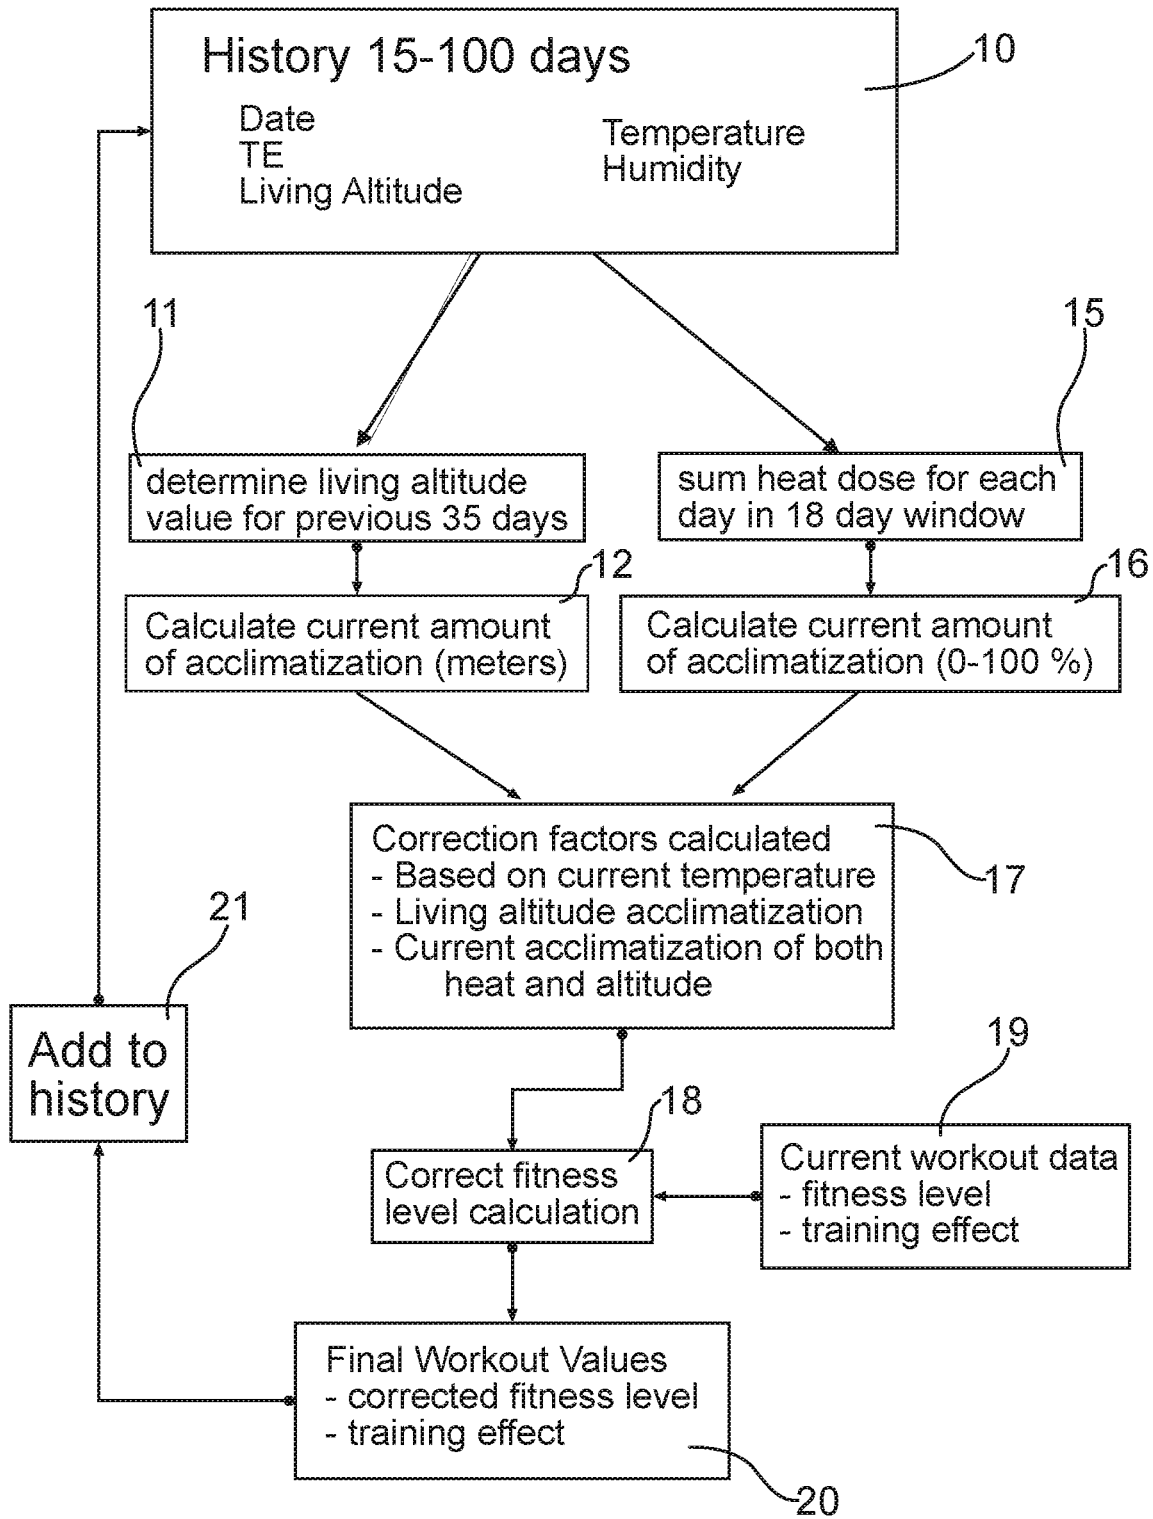 History 15-100 days
10
Date
TE
Living Altitude
Temperature
Humidity
11
15
determine living altitude
value for previous 35 days
sum heat dose for each
day in 18 day window
12
16
Calculate current amount
of acclimatization (meters)
Calculate current amount
of acclimatization (0-100 %)
Correction factors calculated
- Based on current temperature
- Living altitude acclimatization
- Current acclimatization of both
heat and altitude
17
21
Add to
history
18
19
Correct fitness
level calculation
Current workout data
- fitness level
- training effect
Final Workout Values
- corrected fitness level
- training effect
20